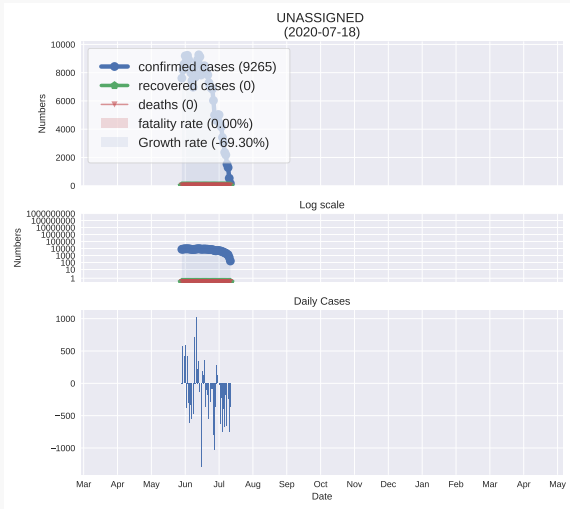 UNASSIGNED
(2020-07-18)
10000
8000
6000
4000
2000
0
Numbers
confirmed cases (9265)
recovered cases (0)
deaths (0)
fatality rate (0.00%)
Growth rate (-69.30%)
Log scale
1000000000
100000000
1000000
100000
10000
1000
100
10
1
Numbers
Daily Cases
1000
500
0
−500
−1000
Mar Apr May Jun Jul Aug Sep Oct Nov Dec Jan Feb Mar Apr May
Date